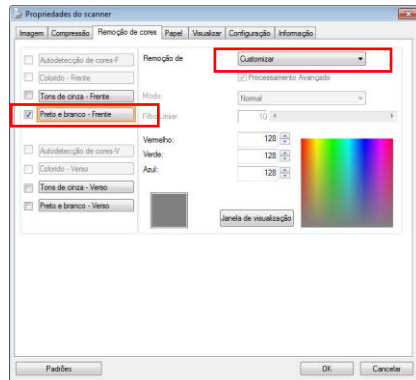 Propriedades do scanner
Imagem Compressão Remoção de cores Papel Visualizar Configuração Informação
Autodetecção de cores-F
Colorido - Frente
Tons de cinza - Frente
Preto e branco - Frente
Autodetecção de cores-V
Colorido - Verso
Tons de cinza - Verso
Preto e branco - Verso
Remoção de Customizar
Processamento Avançado
Modo: Normal
Filtro Limiar: 10
Vermelho: 128
Verde: 128
Azul: 128
Janela de visualização
Padrões OK Cancelar